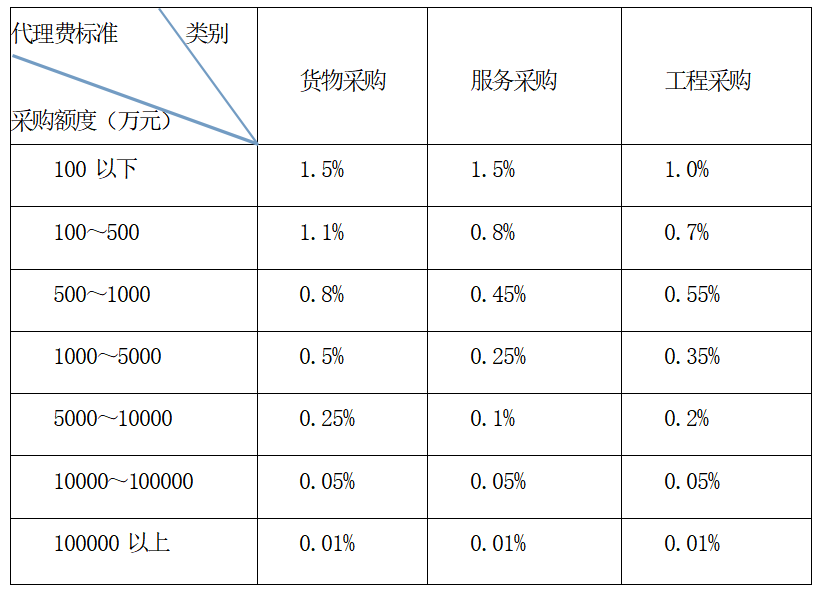 代理费标准 类别
货物采购 服务采购 工程采购
采购额度（万元）
100 以下 1.5% 1.5% 1.0%
100～500 1.1% 0.8% 0.7%
500～1000 0.8% 0.45% 0.55%
1000～5000 0.5% 0.25% 0.35%
5000～10000 0.25% 0.1% 0.2%
10000～100000 0.05% 0.05% 0.05%
100000 以上 0.01% 0.01% 0.01%